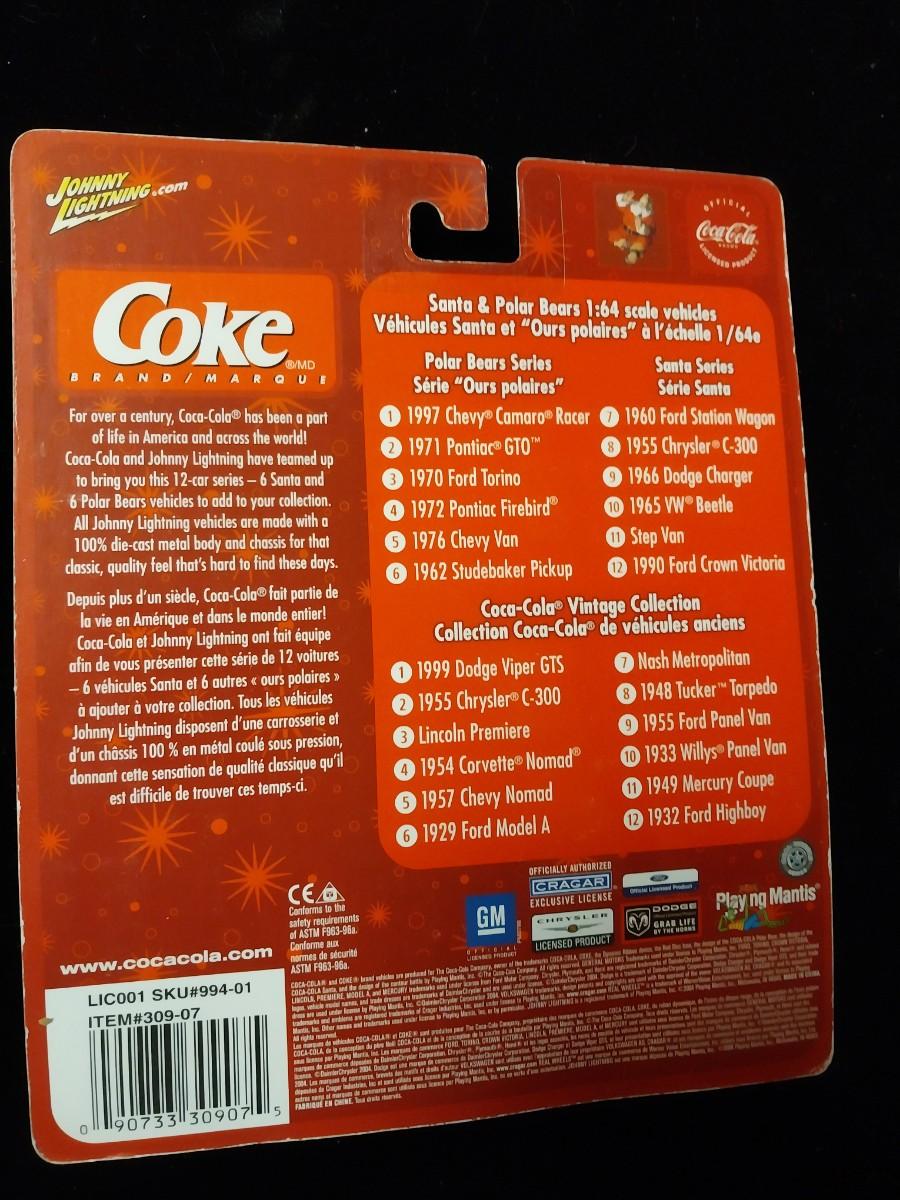 JOHNNY LIGHTNING.com
OFFICIAL
Coca-Cola
BRAND
LICENSED PRODUCT
Coke
®/MD
BRAND/MARQUE
For over a century, Coca-Cola® has been a part
of life in America and across the world!
Coca-Cola and Johnny Lightning have teamed up
to bring you this 12-car series – 6 Santa and
6 Polar Bears vehicles to add to your collection.
All Johnny Lightning vehicles are made with a
100% die-cast metal body and chassis for that
classic, quality feel that's hard to find these days.
Depuis plus d'un siècle, Coca-Cola® fait partie de
la vie en Amérique et dans le monde entier!
Coca-Cola et Johnny Lightning ont fait équipe
afin de vous présenter cette série de 12 voitures
– 6 véhicules Santa et 6 autres « ours polaires »
à ajouter à votre collection. Tous les véhicules
Johnny Lightning disposent d'une carrosserie et
d'un châssis 100 % en métal coulé sous pression,
donnant cette sensation de qualité classique qu'il
est difficile de trouver ces temps-ci.
Santa & Polar Bears 1:64 scale vehicles
Véhicules Santa et "Ours polaires" à l'échelle 1/64e
Polar Bears Series
Série "Ours polaires"
1 1997 Chevy® Camaro® Racer
2 1971 Pontiac® GTO™
3 1970 Ford Torino
4 1972 Pontiac Firebird®
5 1976 Chevy Van
6 1962 Studebaker Pickup
Santa Series
Série Santa
7 1960 Ford Station Wagon
8 1955 Chrysler® C-300
9 1966 Dodge Charger
10 1965 VW® Beetle
11 Step Van
12 1990 Ford Crown Victoria
Coca-Cola® Vintage Collection
Collection Coca-Cola® de véhicules anciens
1 1999 Dodge Viper GTS
2 1955 Chrysler® C-300
3 Lincoln Premiere
4 1954 Corvette® Nomad®
5 1957 Chevy Nomad
6 1929 Ford Model A
7 Nash Metropolitan
8 1948 Tucker™ Torpedo
9 1955 Ford Panel Van
10 1933 Willys® Panel Van
11 1949 Mercury Coupe
12 1932 Ford Highboy
CE
Conforms to the
safety requirements
of ASTM F963-96a.
Conforme aux
normes de sécurité
ASTM F963-96a.
GM
OFFICIAL
LICENSED PRODUCT
OFFICIALLY AUTHORIZED
CRAGAR®
EXCLUSIVE LICENSE
CHRYSLER
LICENSED PRODUCT
Ford
Official Licensed Product
DODGE
GRAB LIFE
BY THE HORNS
Playing Mantis®
www.cocacola.com
LIC001 SKU#994-01
ITEM#309-07
0 90733 30907 5
All rights reserved.
FABRIQUÉ EN CHINE. Tous droits réservés.